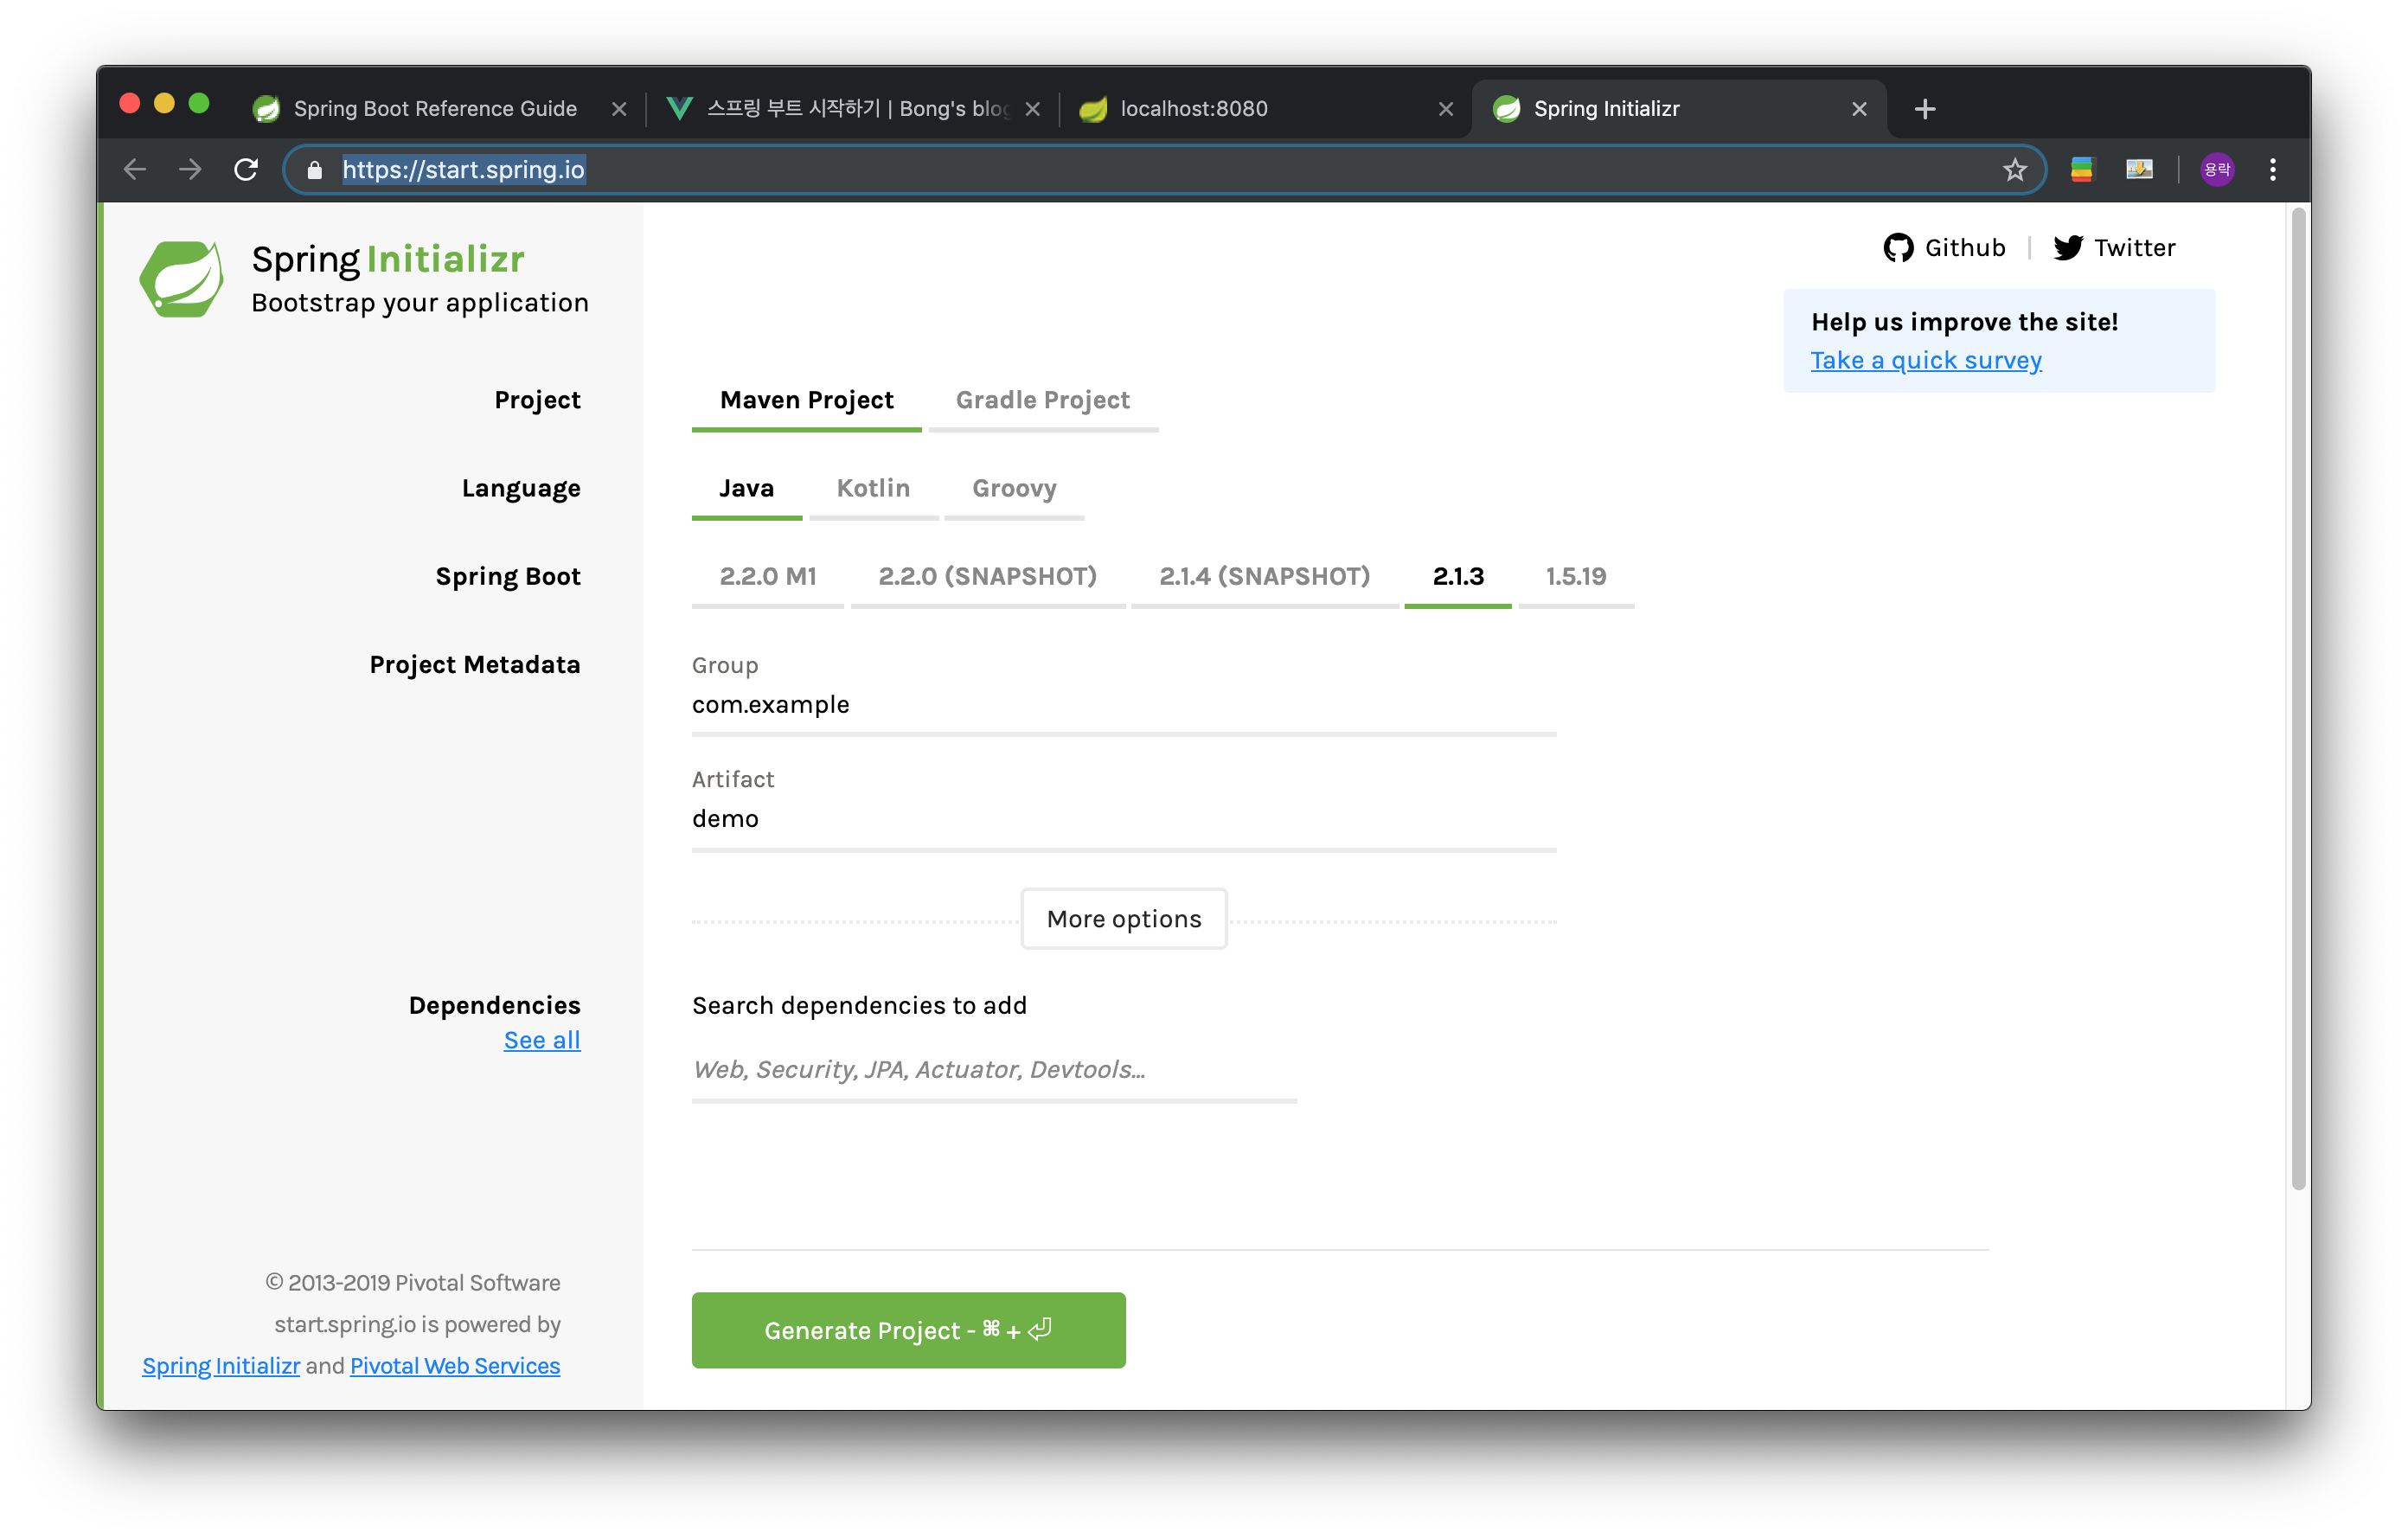 Spring Boot Reference Guide
스프링 부트 시작하기 | Bong's blog
localhost:8080
Spring Initializr
https://start.spring.io
용락
Spring Initializr
Bootstrap your application
Github | Twitter
Help us improve the site!
Take a quick survey
Project
Maven Project Gradle Project
Language
Java Kotlin Groovy
Spring Boot
2.2.0 M1 2.2.0 (SNAPSHOT) 2.1.4 (SNAPSHOT) 2.1.3 1.5.19
Project Metadata
Group
com.example
Artifact
demo
More options
Dependencies
See all
Search dependencies to add
Web, Security, JPA, Actuator, Devtools...
© 2013-2019 Pivotal Software
start.spring.io is powered by
Spring Initializr and Pivotal Web Services
Generate Project - ⌘ + ⏎